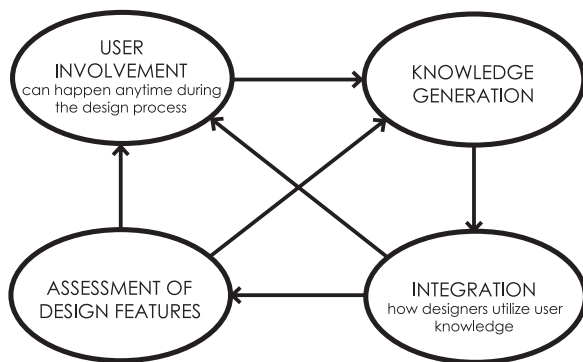 USER
INVOLVEMENT
can happen anytime during
the design process
KNOWLEDGE
GENERATION
ASSESSMENT OF
DESIGN FEATURES
INTEGRATION
how designers utilize user
knowledge